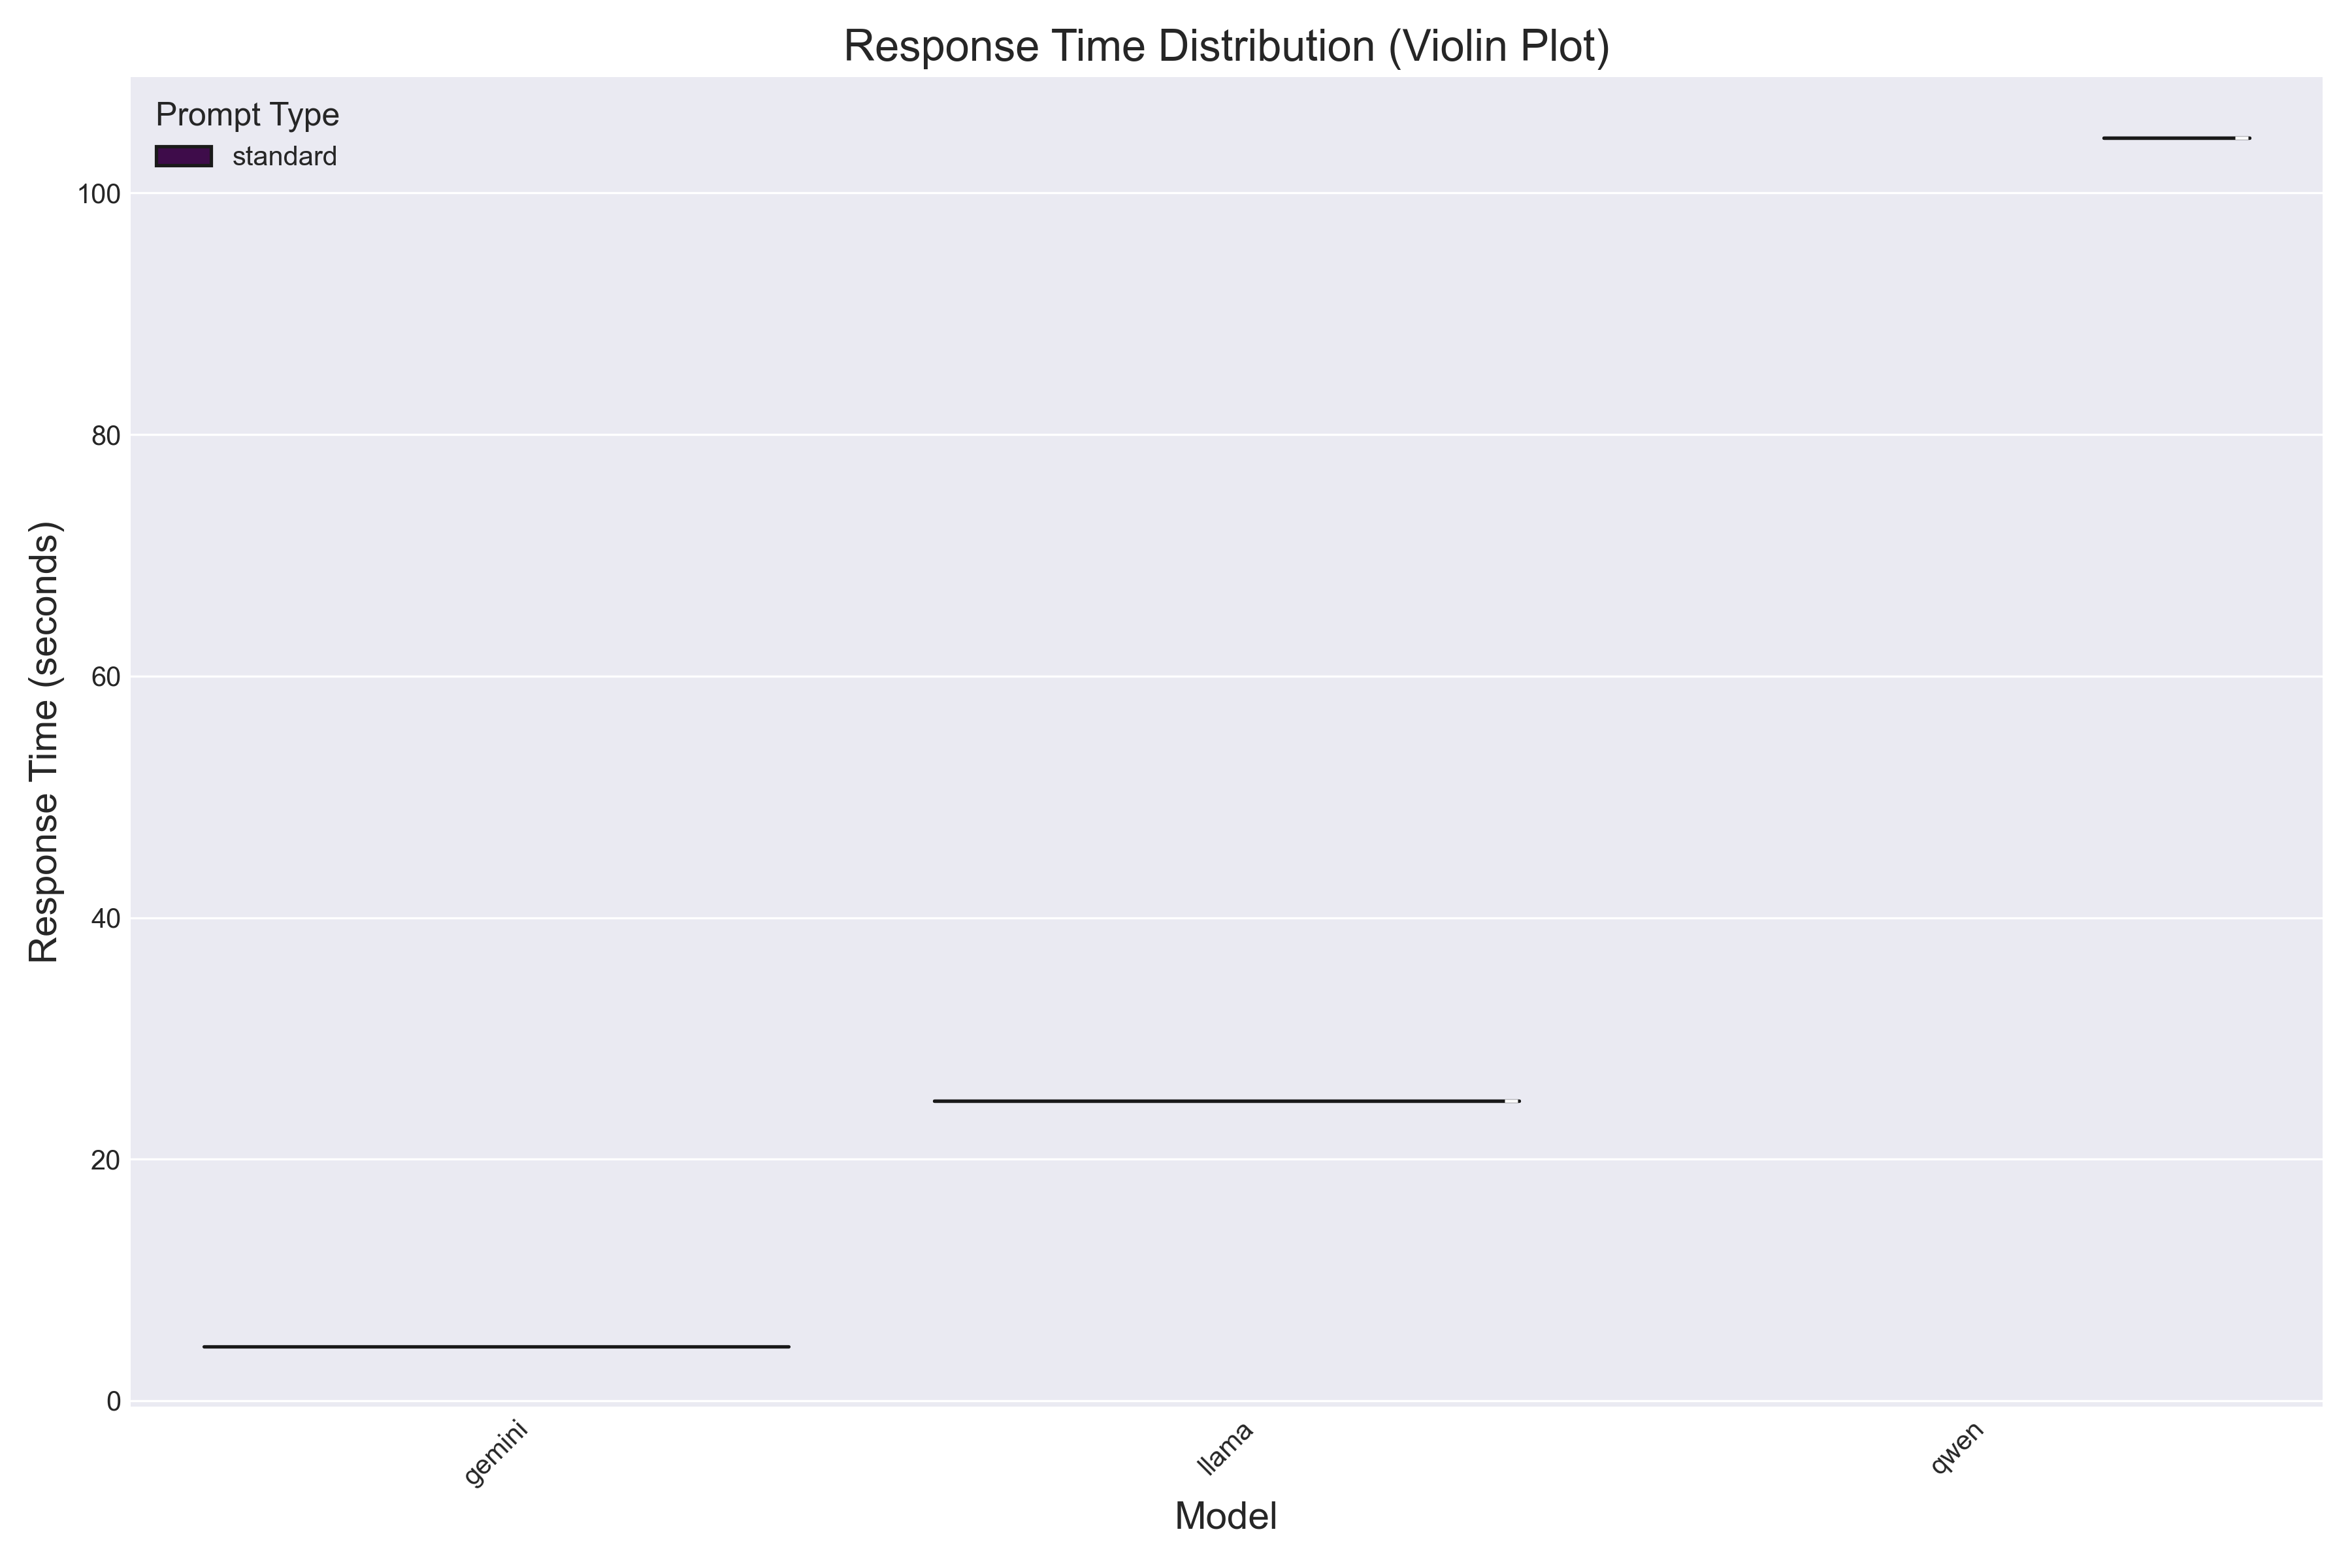 Response Time Distribution (Violin Plot)
Prompt Type
standard
Response Time (seconds)
100
80
60
40
20
0
gemini
llama
qwen
Model